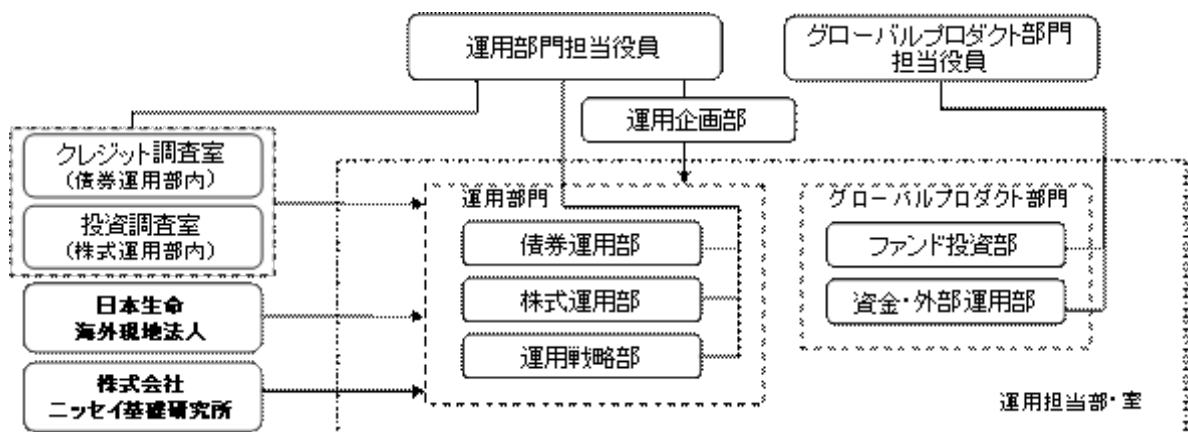 運用部門担当役員
グローバルプロダクト部門
担当役員
運用企画部
クレジット調査室
(債券運用部内)
投資調査室
(株式運用部内)
日本生命
海外現地法人
株式会社
ニッセイ基礎研究所
運用部門
債券運用部
株式運用部
運用戦略部
グローバルプロダクト部門
ファンド投資部
資金・外部運用部
運用担当部・室